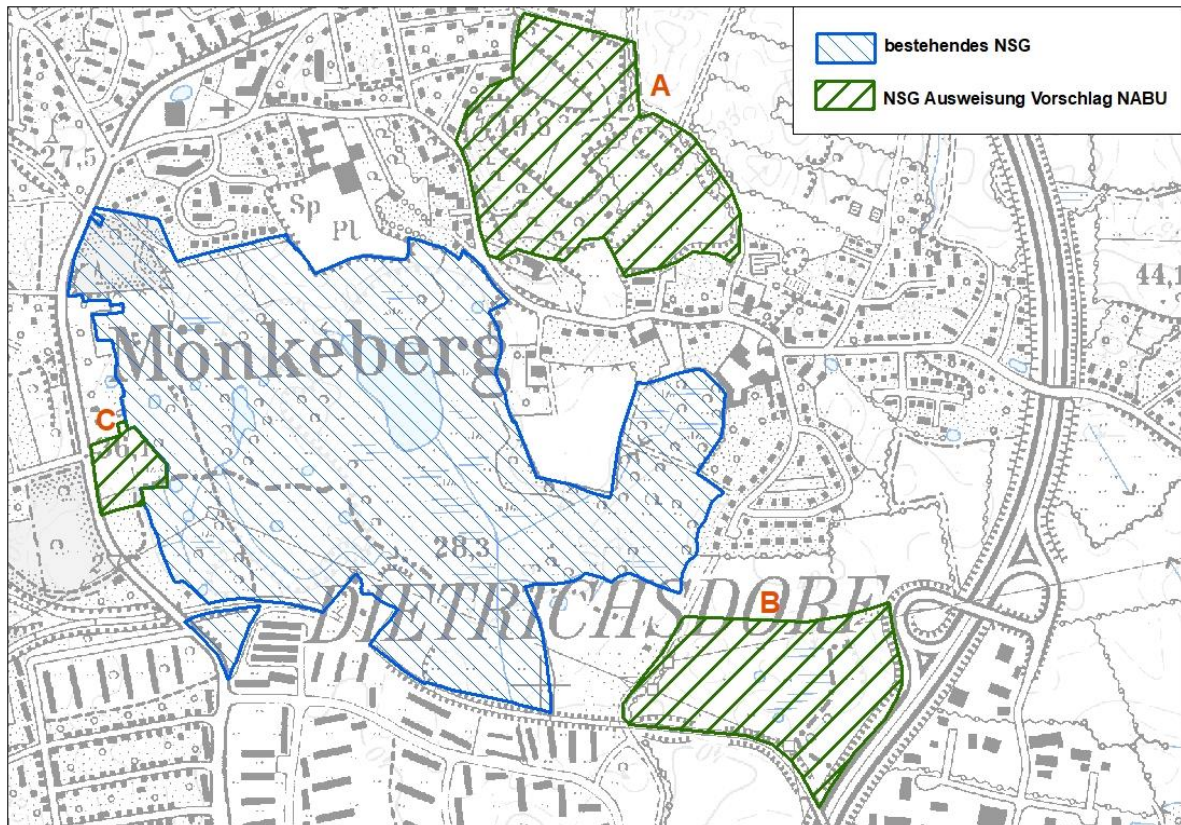 bestehendes NSG
NSG Ausweisung Vorschlag NABU
A
27,5
Sp
Pl
44,1
Mönkeberg
C
28,3
DIETRICHSDORF
B